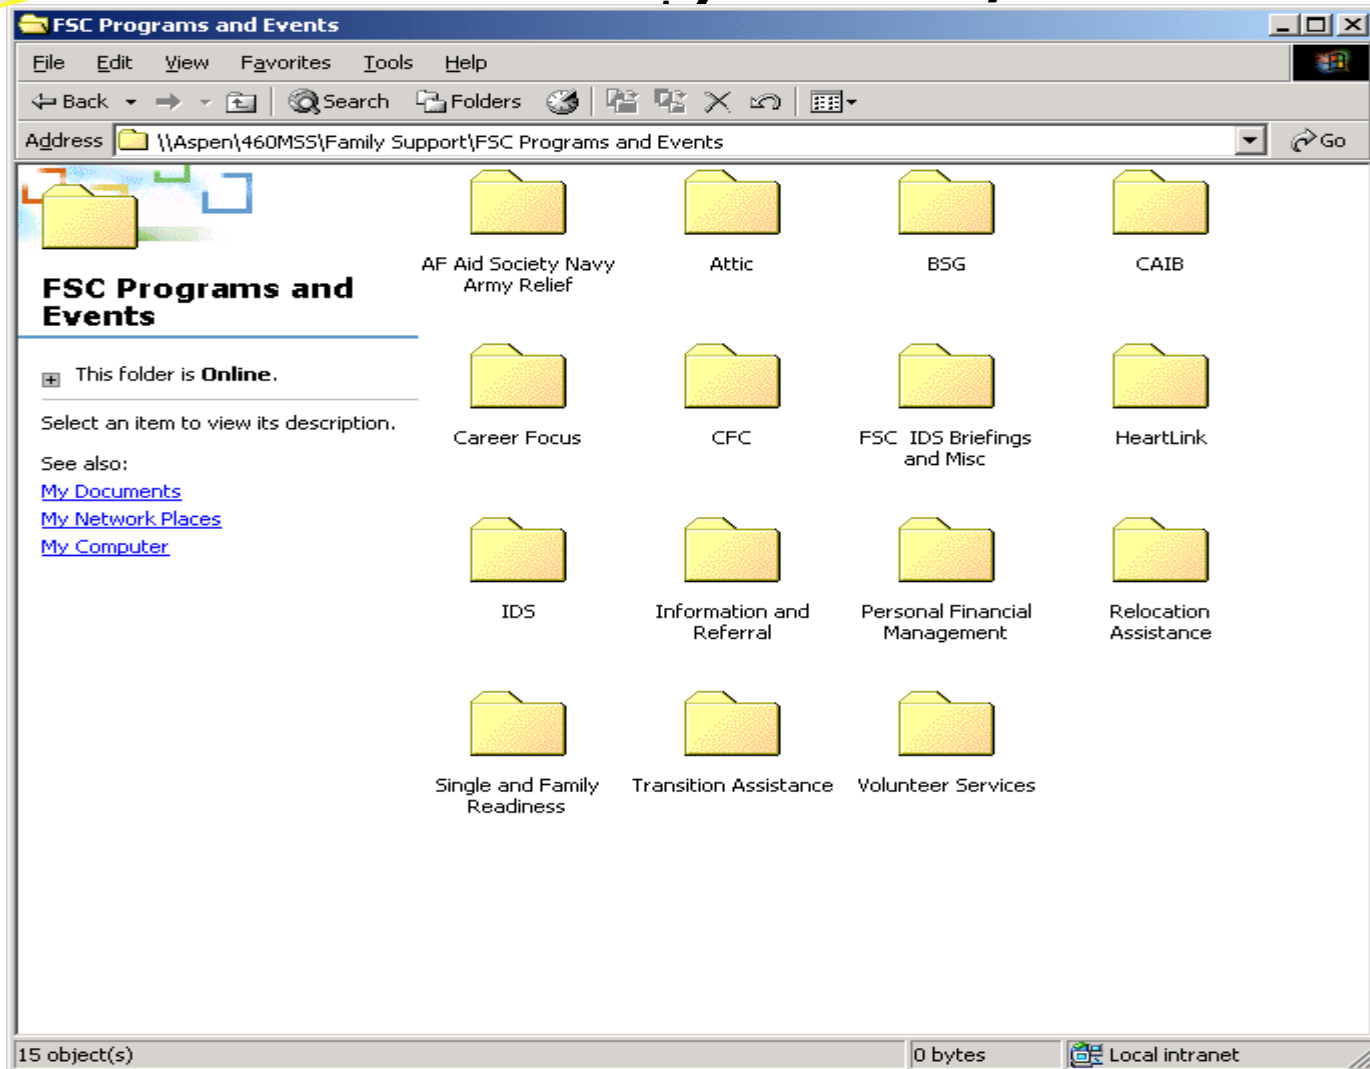 FSC Programs and Events
File Edit View Favorites Tools Help
Back Search Folders
Address \\Aspen\460MSS\Family Support\FSC Programs and Events Go
FSC Programs and
Events
This folder is Online.
Select an item to view its description.
See also:
My Documents
My Network Places
My Computer
AF Aid Society Navy
Army Relief
Attic
BSG
CAIB
Career Focus
CFC
FSC IDS Briefings
and Misc
HeartLink
IDS
Information and
Referral
Personal Financial
Management
Relocation
Assistance
Single and Family
Readiness
Transition Assistance
Volunteer Services
15 object(s) 0 bytes Local intranet